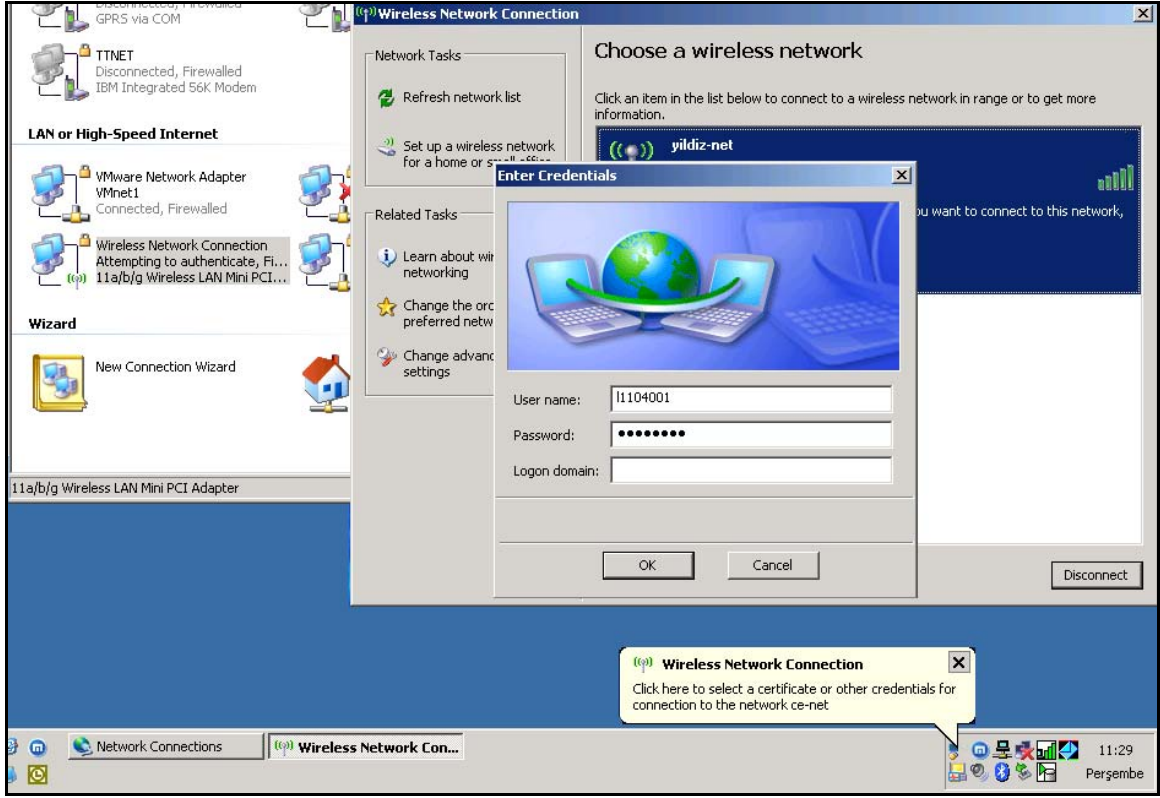 GPRS via COM
TTNET
Disconnected, Firewalled
IBM Integrated 56K Modem
LAN or High-Speed Internet
VMware Network Adapter
VMnet1
Connected, Firewalled
Wireless Network Connection
Attempting to authenticate, Fi...
11a/b/g Wireless LAN Mini PCI...
Wizard
New Connection Wizard
11a/b/g Wireless LAN Mini PCI Adapter
Wireless Network Connection
Network Tasks
Refresh network list
Set up a wireless network
for a home or small office
Related Tasks
Learn about wir
networking
Change the orc
preferred netw
Change advanc
settings
Choose a wireless network
Click an item in the list below to connect to a wireless network in range or to get more
information.
yildiz-net
ou want to connect to this network,
Disconnect
Enter Credentials
User name:
l1104001
Password:
••••••••
Logon domain:
OK
Cancel
Wireless Network Connection
Click here to select a certificate or other credentials for
connection to the network ce-net
Network Connections
Wireless Network Con...
11:29
Perşembe